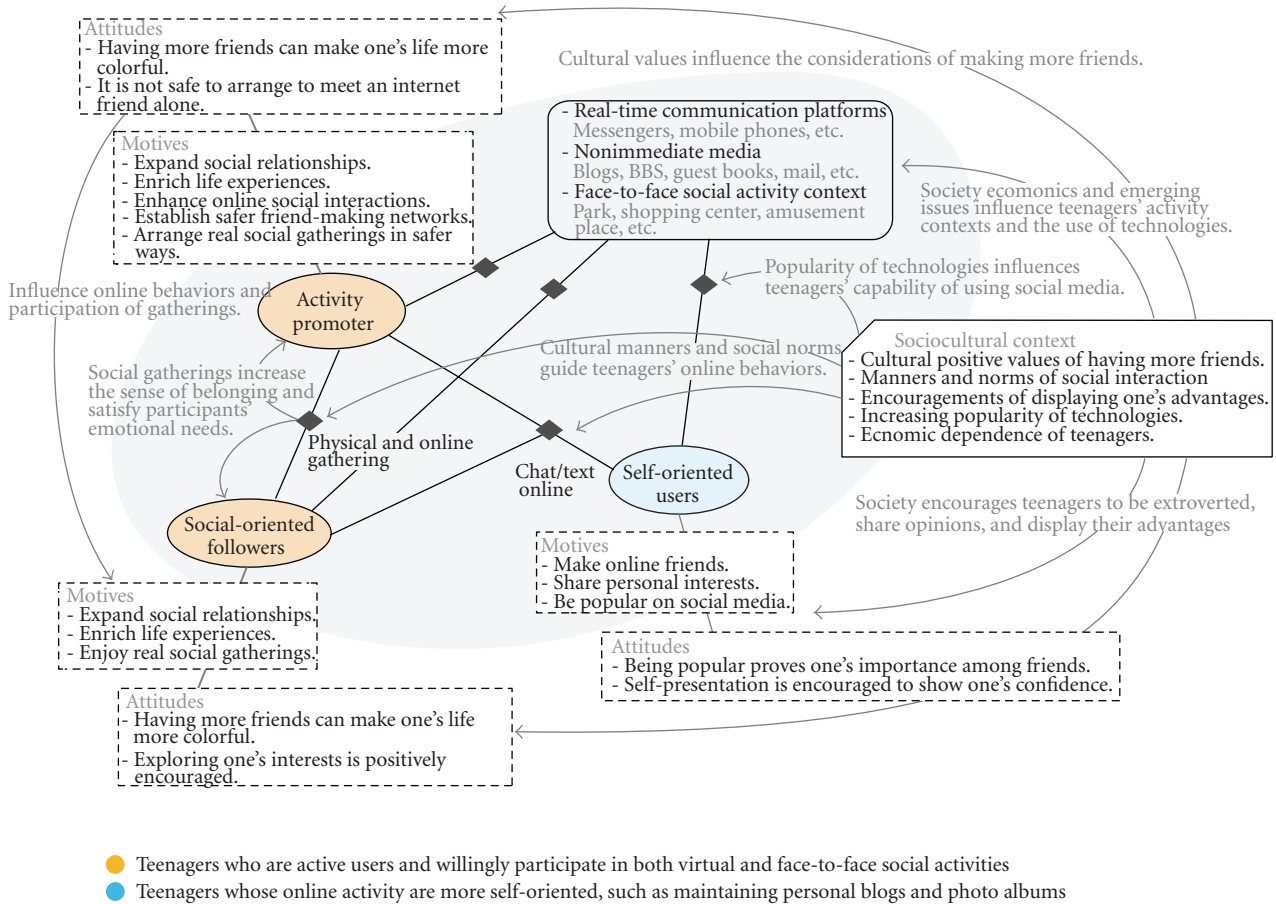 Attitudes
- Having more friends can make one's life more
colorful.
- It is not safe to arrange to meet an internet
friend alone.
Cultural values influence the considerations of making more friends.
Motives
- Expand social relationships.
- Enrich life experiences.
- Enhance online social interactions.
- Establish safer friend-making networks.
- Arrange real social gatherings in safer
ways.
- Real-time communication platforms
Messengers, mobile phones, etc.
- Nonimmediate media
Blogs, BBS, guest books, mail, etc.
- Face-to-face social activity context
Park, shopping center, amusement
place, etc.
Society ecomonics and emerging
issues influence teenagers' activity
contexts and the use of technologies.
Popularity of technologies influences
teenagers' capability of using social media.
Influence online behaviors and
participation of gatherings.
Activity
promoter
Cultural manners and social norms
guide teenagers' online behaviors.
Sociocultural context
- Cultural positive values of having more friends.
- Manners and norms of social interaction
- Encouragements of displaying one's advantages.
- Increasing popularity of technologies.
- Ecnomic dependence of teenagers.
Social gatherings increase
the sense of belonging and
satisfy participants'
emotional needs.
Physical and online
gathering
Chat/text
online
Self-oriented
users
Social-oriented
followers
Society encourages teenagers to be extroverted,
share opinions, and display their advantages
Motives
- Make online friends.
- Share personal interests.
- Be popular on social media.
Motives
- Expand social relationships.
- Enrich life experiences.
- Enjoy real social gatherings.
Attitudes
- Being popular proves one's importance among friends.
- Self-presentation is encouraged to show one's confidence.
Attitudes
- Having more friends can make one's life
more colorful.
- Exploring one's interests is positively
encouraged.
Teenagers who are active users and willingly participate in both virtual and face-to-face social activities
Teenagers whose online activity are more self-oriented, such as maintaining personal blogs and photo albums